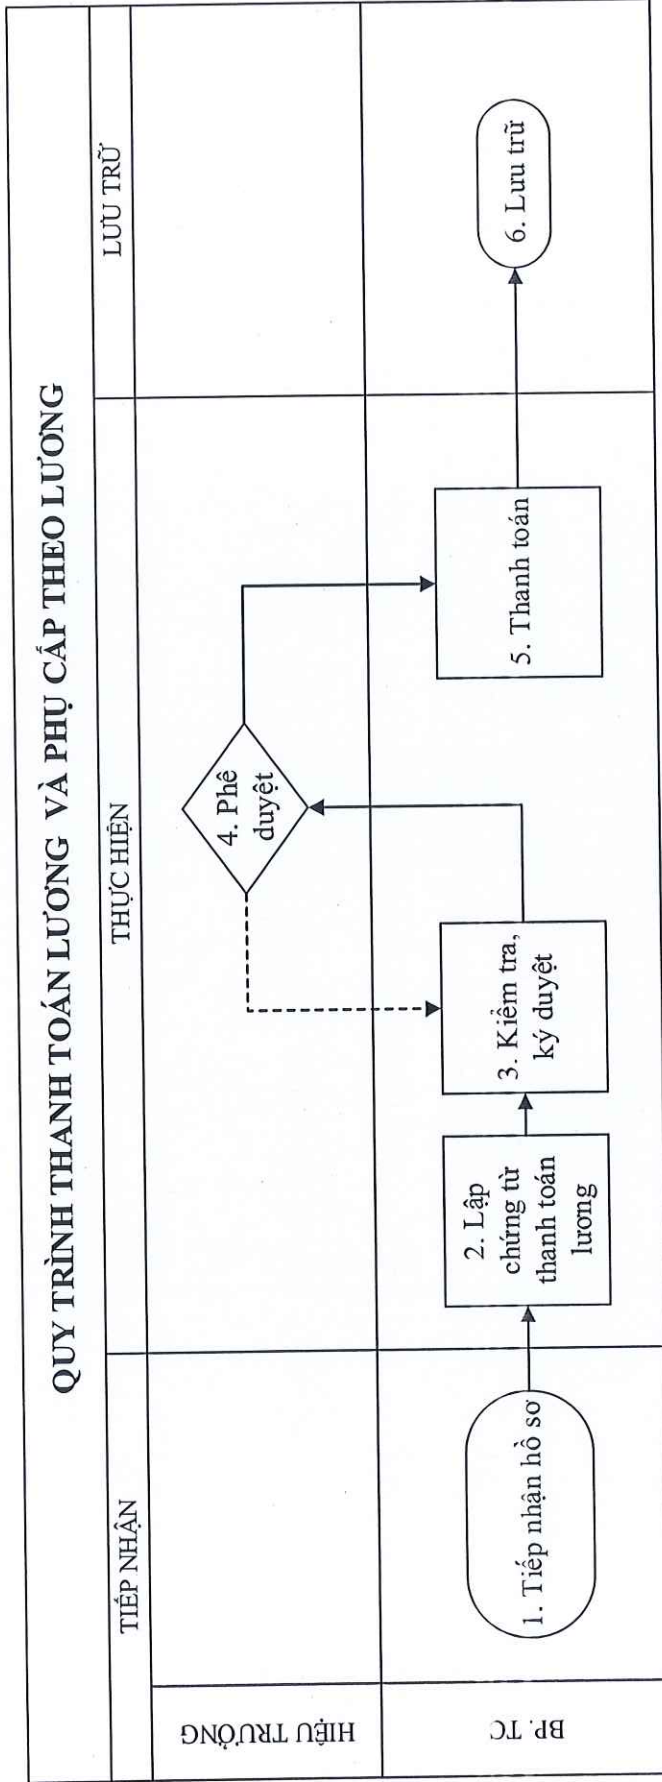 QUY TRÌNH THANH TOÁN LƯƠNG VÀ PHỤ CẤP THEO LƯƠNG
TIẾP NHẬN
THỰC HIỆN
LƯU TRỮ
HIỆU TRƯỞNG
4. Phê
duyệt
BP. TC
1. Tiếp nhận hồ sơ
2. Lập
chứng từ
thanh toán
lương
3. Kiểm tra,
ký duyệt
5. Thanh toán
6. Lưu trữ